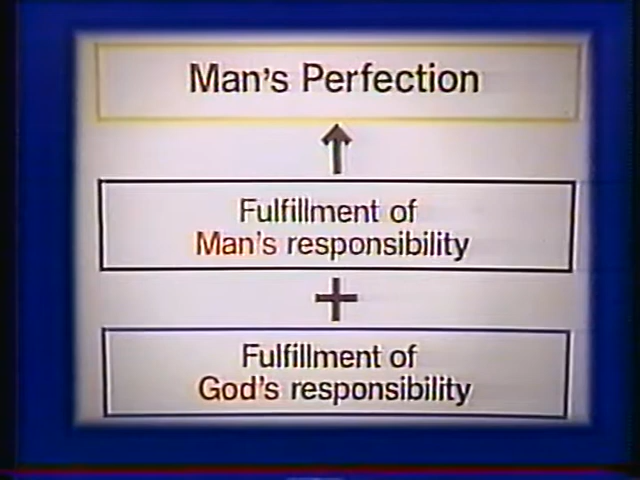 Man's Perfection
Fulfillment of
Man's responsibility
+
Fulfillment of
God's responsibility